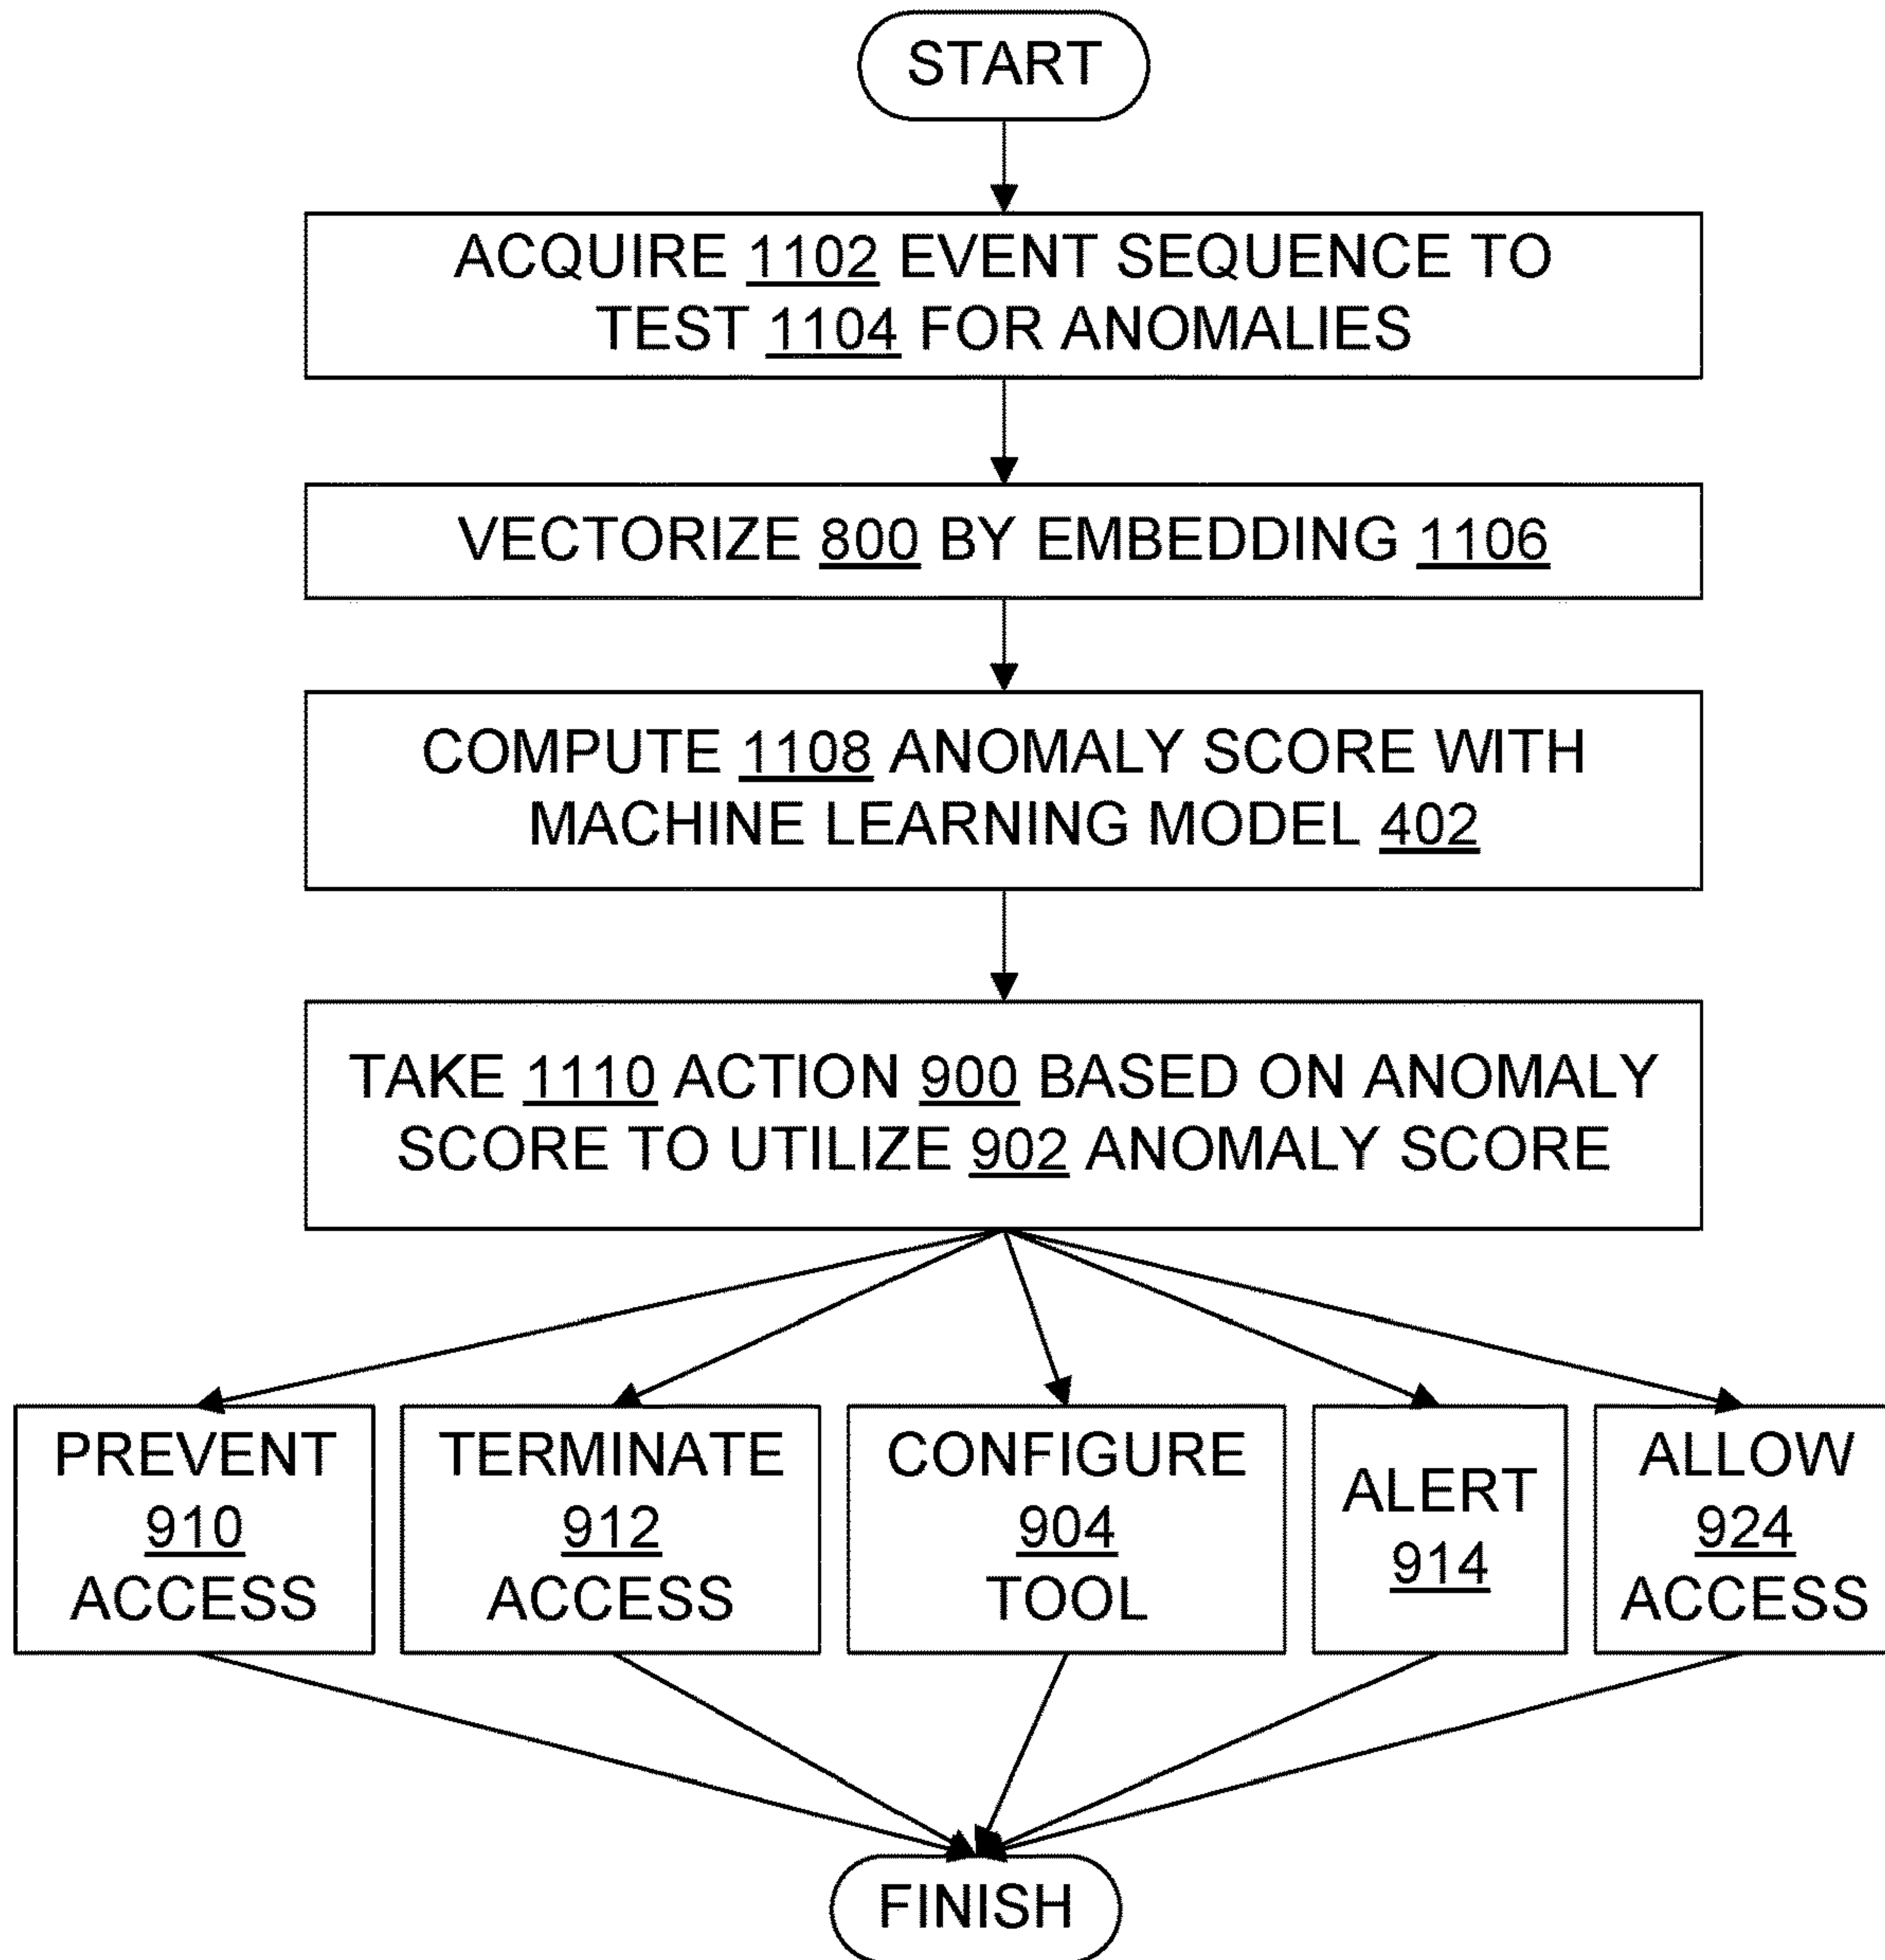 START
ACQUIRE 1102 EVENT SEQUENCE TO
TEST 1104 FOR ANOMALIES
VECTORIZE 800 BY EMBEDDING 1106
COMPUTE 1108 ANOMALY SCORE WITH
MACHINE LEARNING MODEL 402
TAKE 1110 ACTION 900 BASED ON ANOMALY
SCORE TO UTILIZE 902 ANOMALY SCORE
PREVENT
910
ACCESS
TERMINATE
912
ACCESS
CONFIGURE
904
TOOL
ALERT
914
ALLOW
924
ACCESS
FINISH